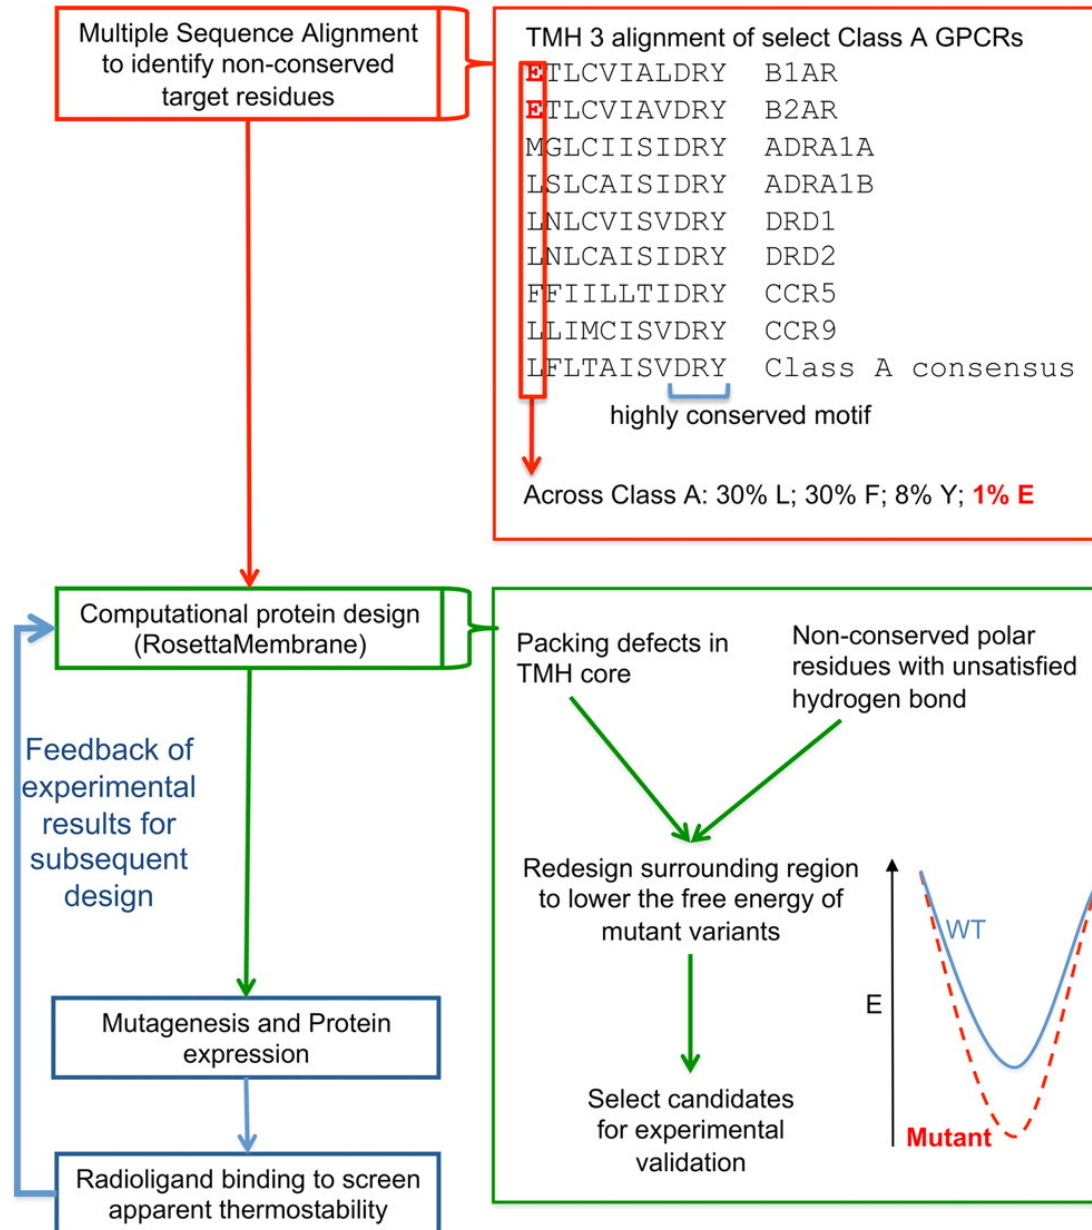 Multiple Sequence Alignment
to identify non-conserved
target residues
TMH 3 alignment of select Class A GPCRs
ETLCVIALDRY B1AR
ETLCVIAVDRY B2AR
MGLCIISIDRY ADRA1A
LSLCAISIDRY ADRA1B
LNLCVISVDRY DRD1
LNLCAISIDRY DRD2
FFIILLTIDRY CCR5
LLIMCISVDRY CCR9
LFLTAISVDRY Class A consensus
highly conserved motif
Across Class A: 30% L; 30% F; 8% Y; 1% E
Computational protein design
(RosettaMembrane)
Feedback of
experimental
results for
subsequent
design
Mutagenesis and Protein
expression
Radioligand binding to screen
apparent thermostability
Packing defects in
TMH core
Non-conserved polar
residues with unsatisfied
hydrogen bond
Redesign surrounding region
to lower the free energy of
mutant variants
Select candidates
for experimental
validation
E
WT
Mutant